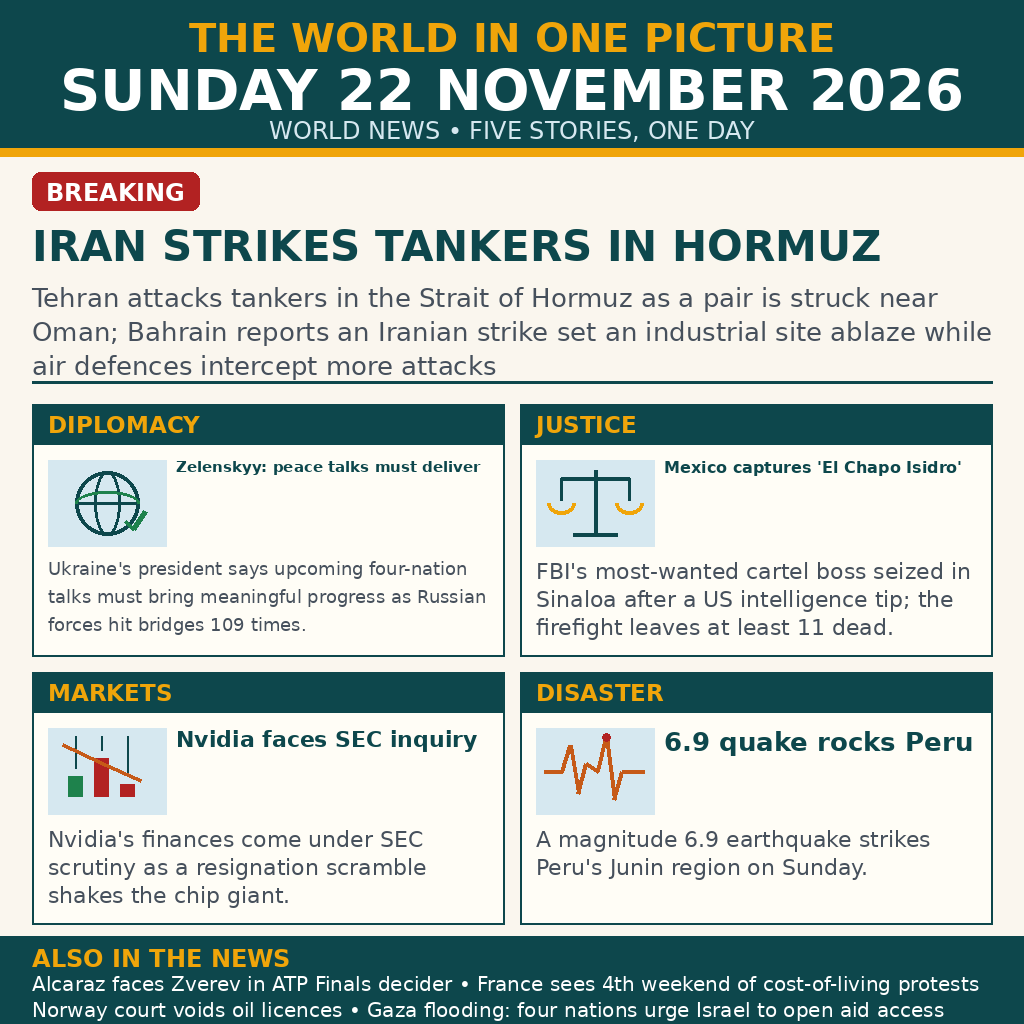 THE WORLD IN ONE PICTURE
SUNDAY 22 NOVEMBER 2026
WORLD NEWS • FIVE STORIES, ONE DAY
BREAKING
IRAN STRIKES TANKERS IN HORMUZ
Tehran attacks tankers in the Strait of Hormuz as a pair is struck near
Oman; Bahrain reports an Iranian strike set an industrial site ablaze while
air defences intercept more attacks
DIPLOMACY
Zelenskyy: peace talks must deliver
Ukraine's president says upcoming four-nation
talks must bring meaningful progress as Russian
forces hit bridges 109 times.
JUSTICE
Mexico captures 'El Chapo Isidro'
FBI's most-wanted cartel boss seized in
Sinaloa after a US intelligence tip; the
firefight leaves at least 11 dead.
MARKETS
Nvidia faces SEC inquiry
Nvidia's finances come under SEC
scrutiny as a resignation scramble
shakes the chip giant.
DISASTER
6.9 quake rocks Peru
A magnitude 6.9 earthquake strikes
Peru's Junin region on Sunday.
ALSO IN THE NEWS
Alcaraz faces Zverev in ATP Finals decider • France sees 4th weekend of cost-of-living protests
Norway court voids oil licences • Gaza flooding: four nations urge Israel to open aid access